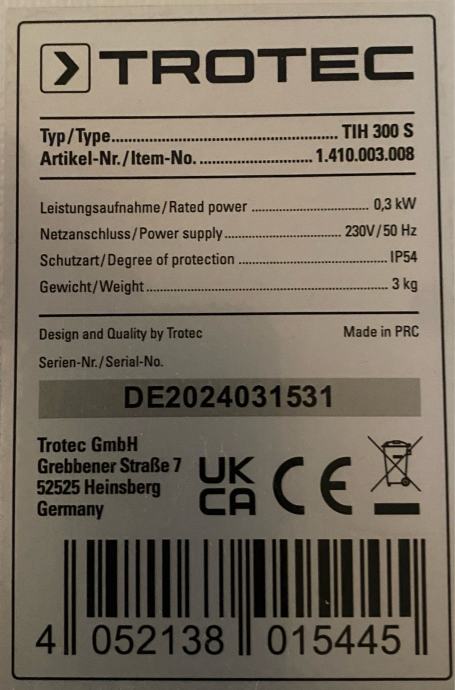 TROTEC
Typ/Type.......................................... TIH 300 S
Artikel-Nr./Item-No. ..................... 1.410.003.008
Leistungsaufnahme/Rated power .......................... 0,3 kW
Netzanschluss/Power supply......................... 230V/50 Hz
Schutzart/Degree of protection ................................ IP54
Gewicht/Weight..................................................... 3 kg
Design and Quality by Trotec Made in PRC
Serien-Nr./Serial-No.
DE2024031531
Trotec GmbH
Grebbener Straße 7
52525 Heinsberg
Germany
UK
CA CE
4 052138 015445